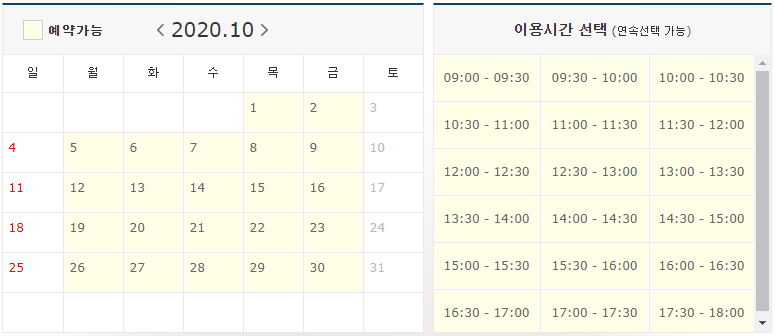 예약가능
< 2020.10 >
일 월 화 수 목 금 토
1 2 3
4 5 6 7 8 9 10
11 12 13 14 15 16 17
18 19 20 21 22 23 24
25 26 27 28 29 30 31
이용시간 선택 (연속선택 가능)
09:00 - 09:30 09:30 - 10:00 10:00 - 10:30
10:30 - 11:00 11:00 - 11:30 11:30 - 12:00
12:00 - 12:30 12:30 - 13:00 13:00 - 13:30
13:30 - 14:00 14:00 - 14:30 14:30 - 15:00
15:00 - 15:30 15:30 - 16:00 16:00 - 16:30
16:30 - 17:00 17:00 - 17:30 17:30 - 18:00